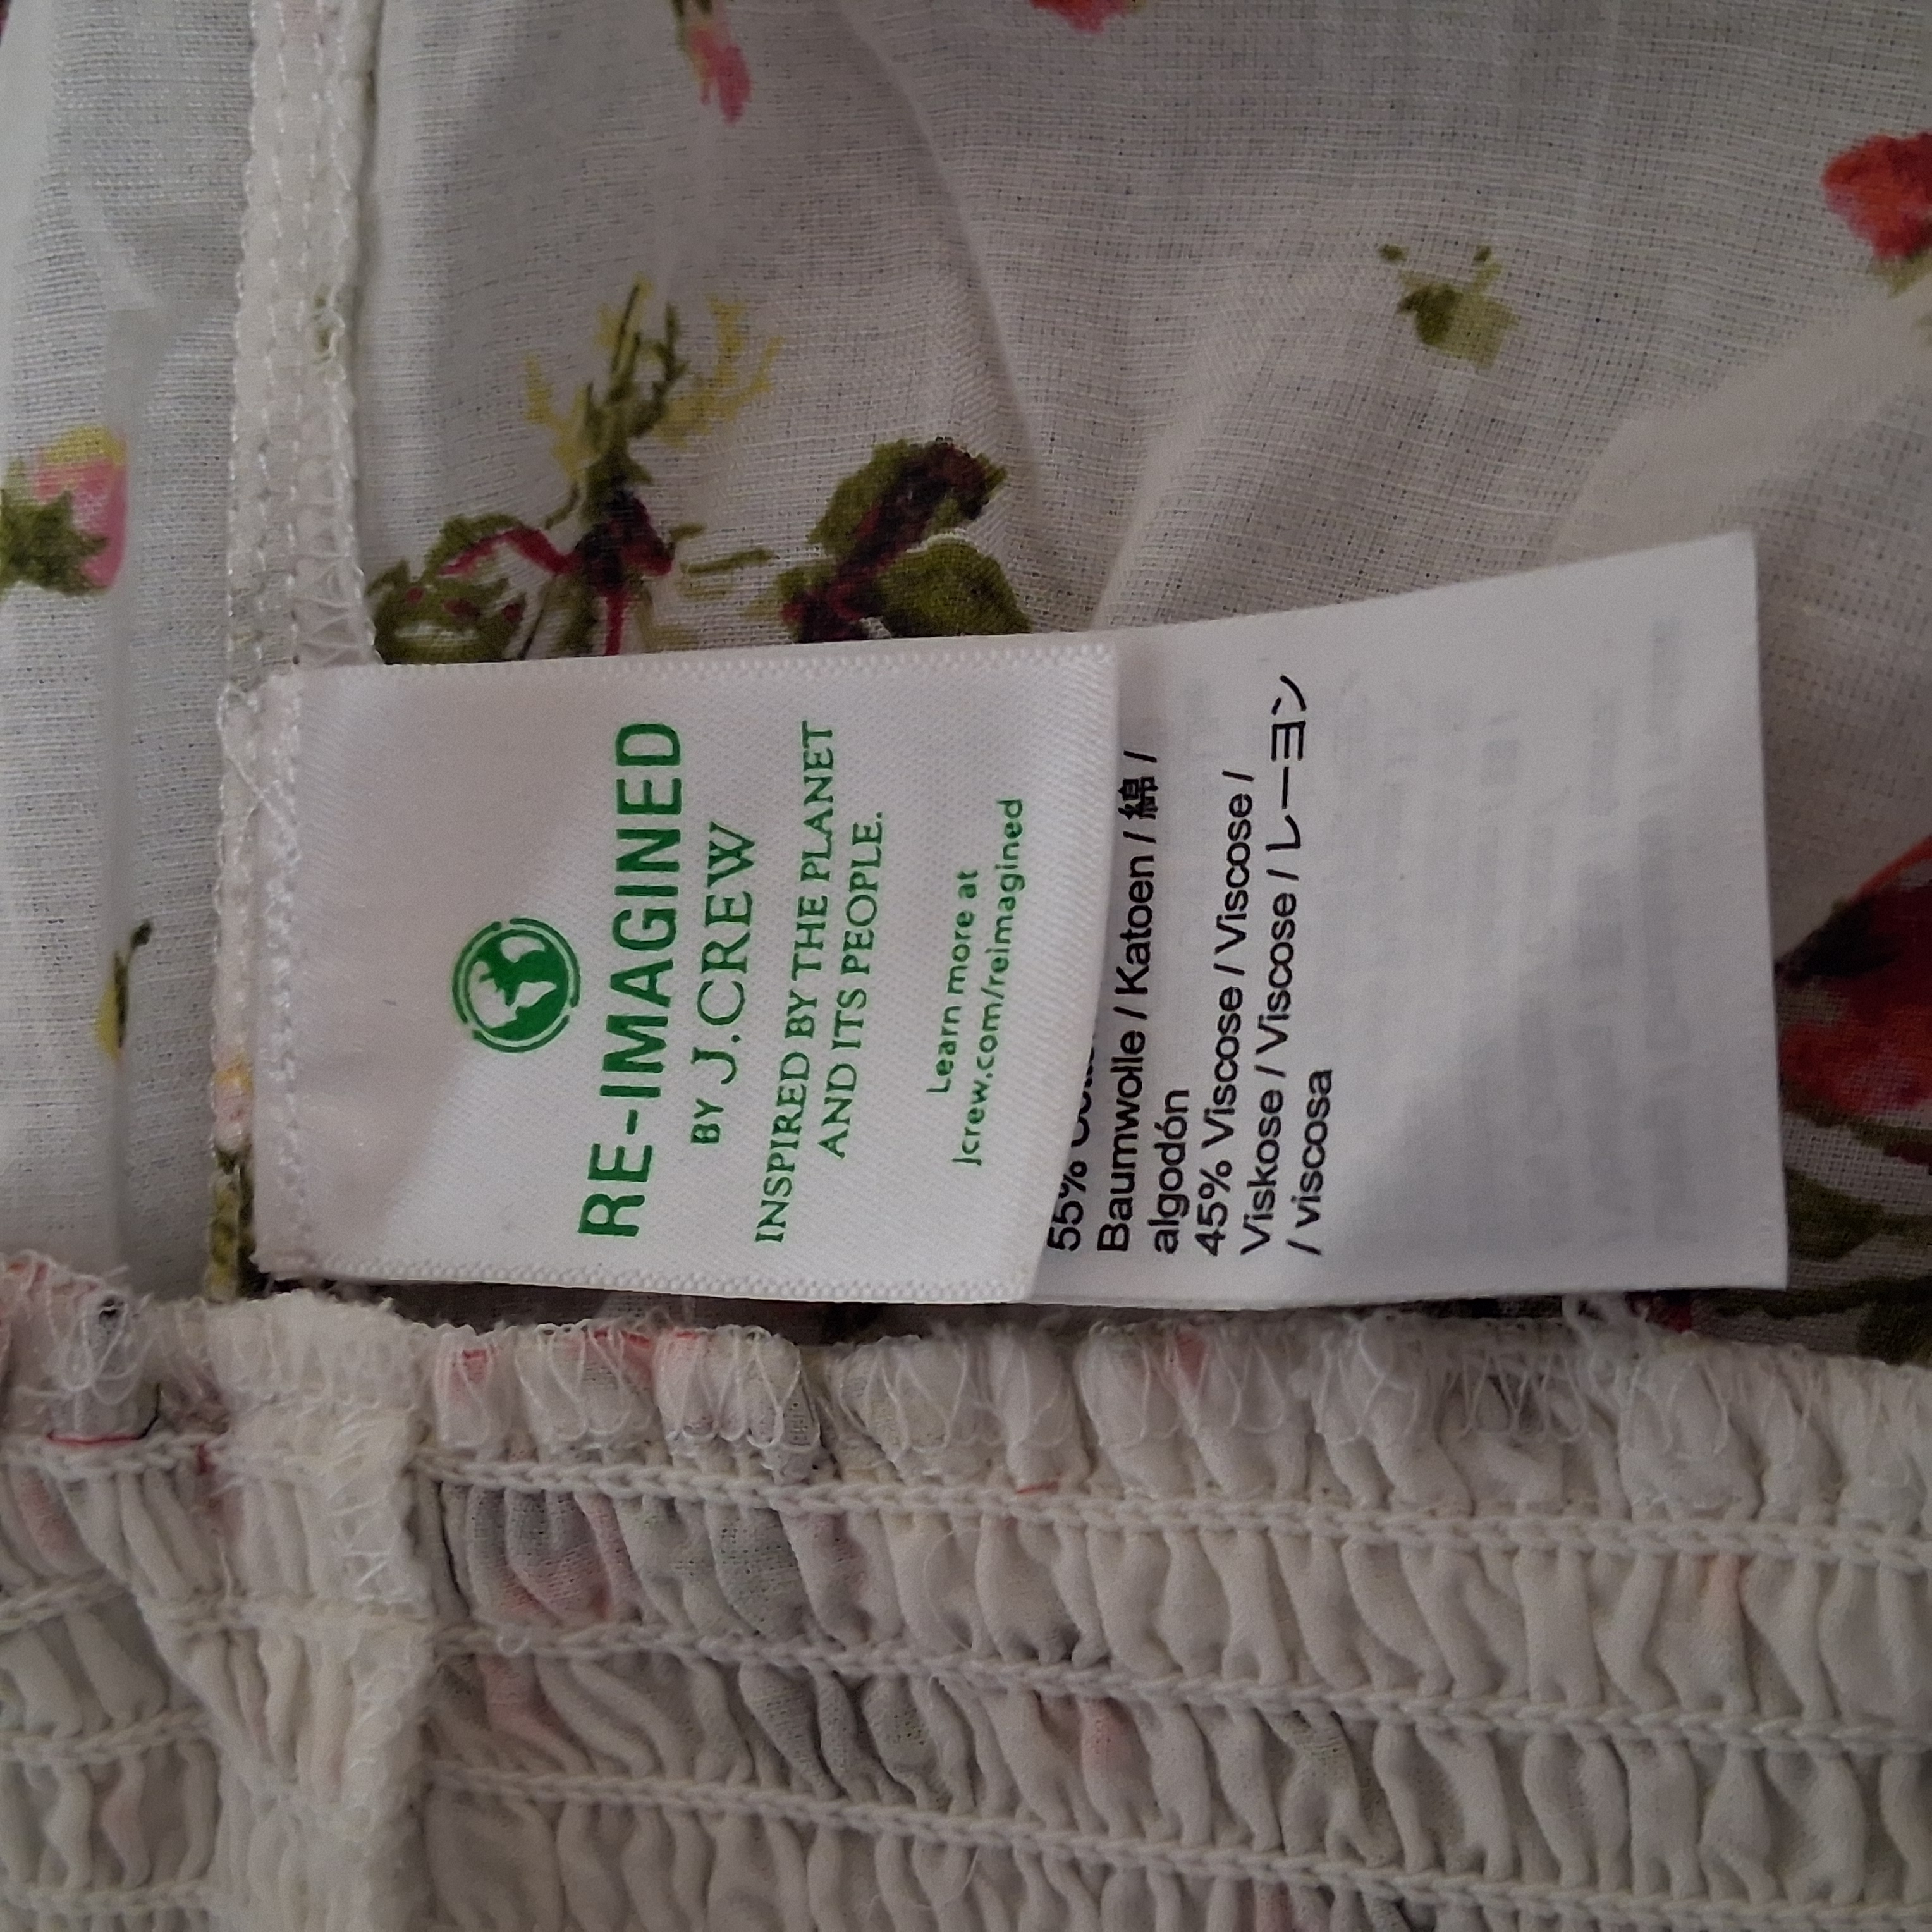 RE-IMAGINED
BY J.CREW
INSPIRED BY THE PLANET
AND ITS PEOPLE.
Learn more at
jcrew.com/reimagined
55%
Baumwolle / Katoen / 綿 /
algodón
45% Viscose / Viscose /
Viskose / Viscose / レーヨン
/ viscosa